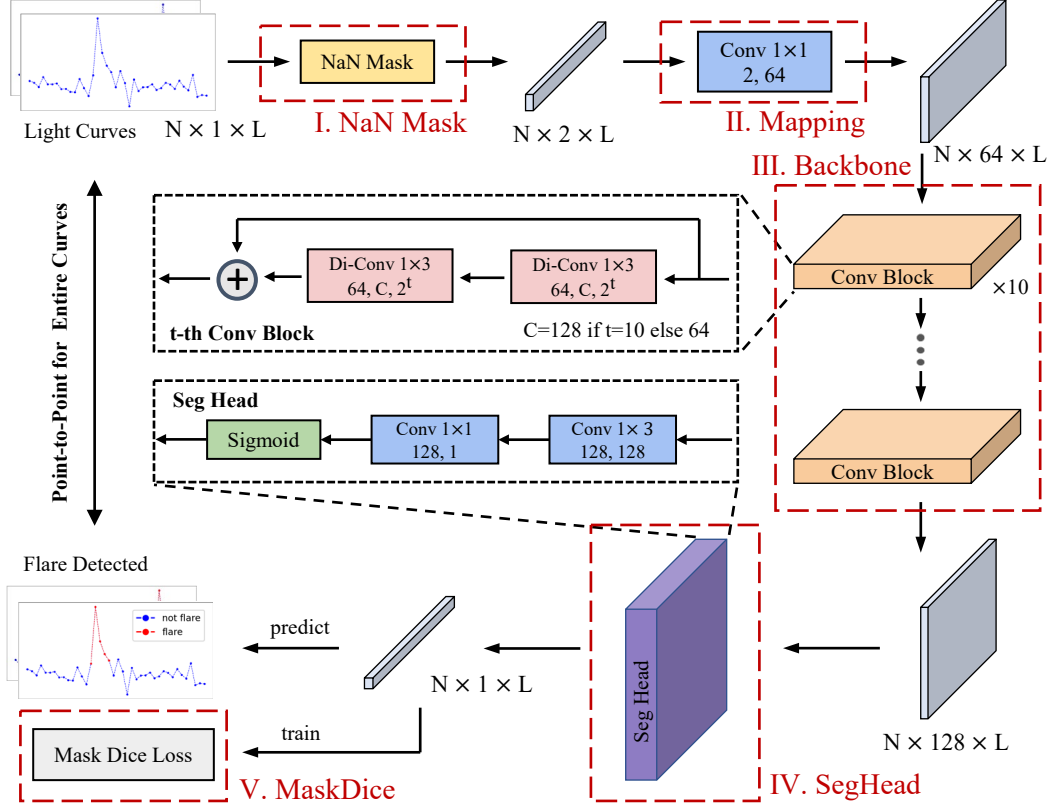 Light Curves
N × 1 × L
NaN Mask
I. NaN Mask
N × 2 × L
Conv 1×1
2, 64
II. Mapping
N × 64 × L
III. Backbone
Conv Block
×10
Conv Block
Di-Conv 1×3
64, C, 2^t
Di-Conv 1×3
64, C, 2^t
+
t-th Conv Block
C=128 if t=10 else 64
Point-to-Point for Entire Curves
Seg Head
Sigmoid
Conv 1×1
128, 1
Conv 1× 3
128, 128
Flare Detected
not flare
flare
predict
train
N × 1 × L
Seg Head
N × 128 × L
Mask Dice Loss
V. MaskDice
IV. SegHead